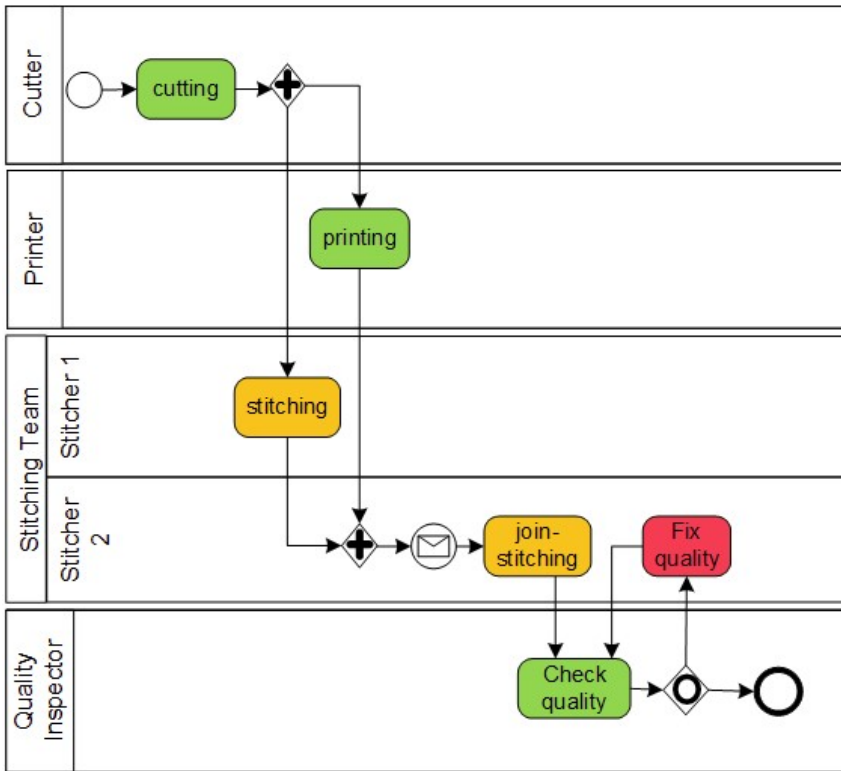 Cutter
cutting
Printer
printing
Stitching Team
Stitcher 1
stitching
Stitcher
2
join-
stitching
Fix
quality
Quality
Inspector
Check
quality